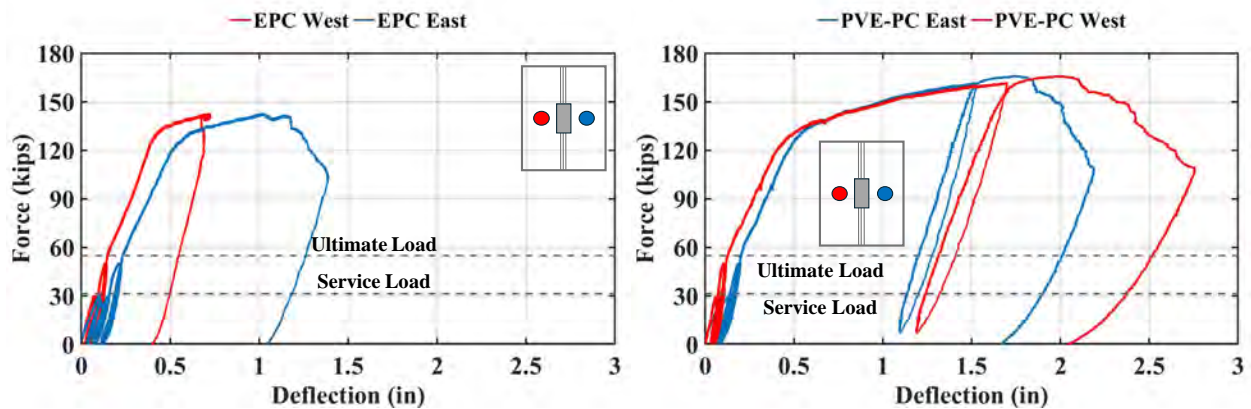 EPC West EPC East
180
150
120
90
60
30
0
Force (kips)
Ultimate Load
Service Load
0 0.5 1 1.5 2 2.5 3
Deflection (in)
PVE-PC East PVE-PC West
180
150
120
90
60
30
0
Force (kips)
Ultimate Load
Service Load
0 0.5 1 1.5 2 2.5 3
Deflection (in)